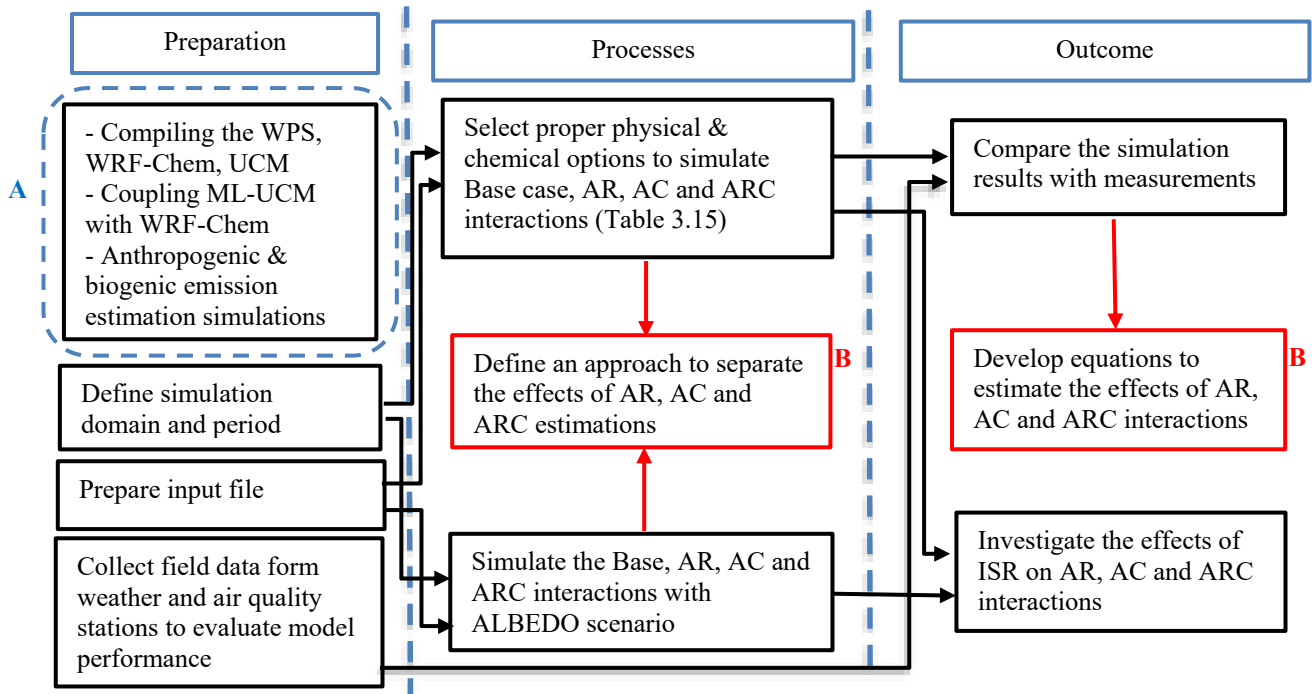 Preparation
A
- Compiling the WPS,
WRF-Chem, UCM
- Coupling ML-UCM
with WRF-Chem
- Anthropogenic &
biogenic emission
estimation simulations
Define simulation
domain and period
Prepare input file
Collect field data form
weather and air quality
stations to evaluate model
performance
Processes
Select proper physical &
chemical options to simulate
Base case, AR, AC and ARC
interactions (Table 3.15)
Define an approach to separate
the effects of AR, AC and
ARC estimations
B
Simulate the Base, AR, AC and
ARC interactions with
ALBEDO scenario
Outcome
Compare the simulation
results with measurements
Develop equations to
estimate the effects of AR,
AC and ARC interactions
B
Investigate the effects of
ISR on AR, AC and ARC
interactions